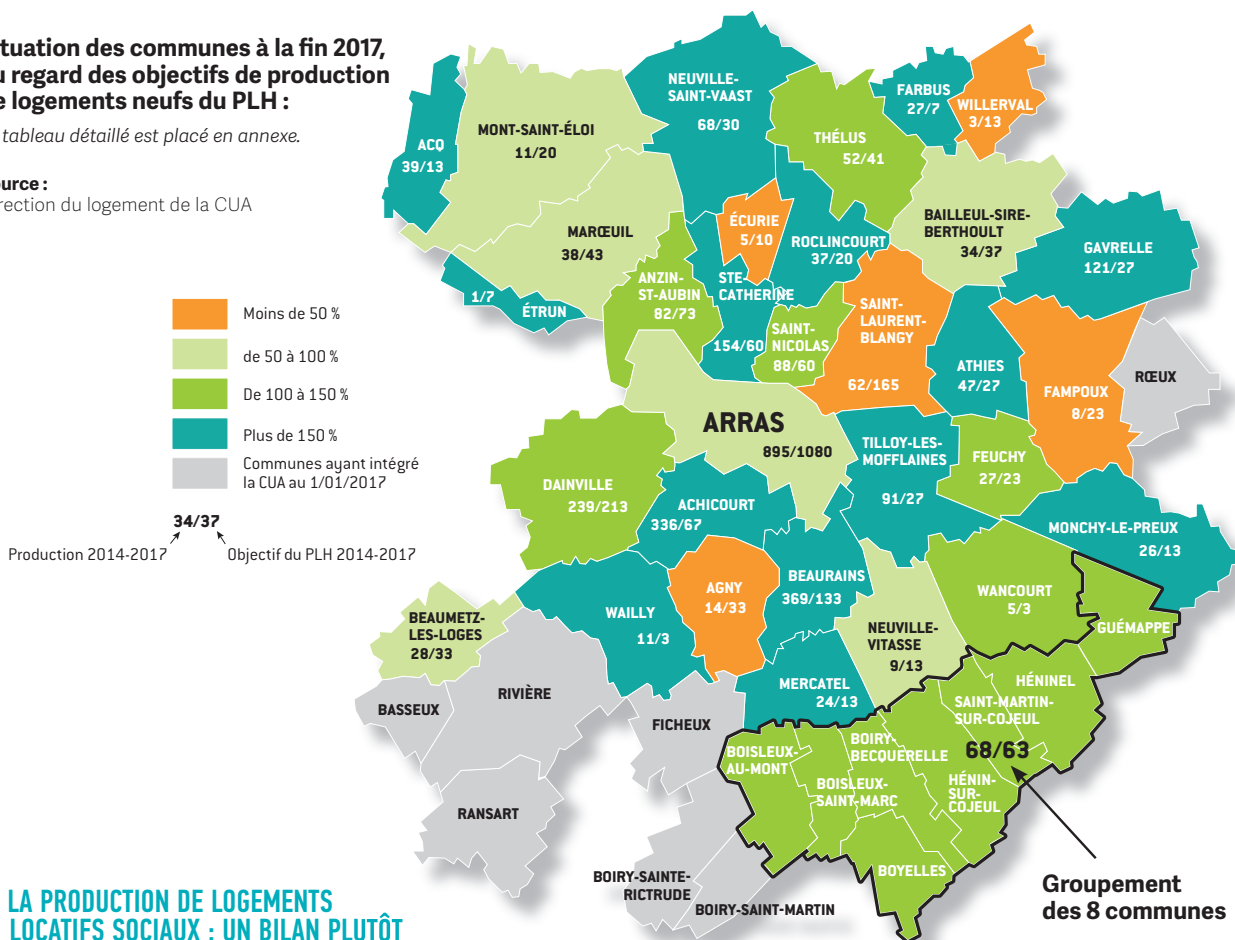 tuation des communes à la fin 2017,
u regard des objectifs de production
e logements neufs du PLH :
tableau détaillé est placé en annexe.
ource :
rection du logement de la CUA
Moins de 50 %
de 50 à 100 %
De 100 à 150 %
Plus de 150 %
Communes ayant intégré
la CUA au 1/01/2017
34/37
Production 2014-2017
Objectif du PLH 2014-2017
ACQ
39/13
MONT-SAINT-ÉLOI
11/20
NEUVILLE-
SAINT-VAAST
68/30
THÉLUS
52/41
FARBUS
27/7
WILLERVAL
3/13
MARŒUIL
38/43
ÉCURIE
5/10
ROCLINCOURT
37/20
BAILLEUL-SIRE-
BERTHOULT
34/37
GAVRELLE
121/27
1/7
ÉTRUN
ANZIN-
ST-AUBIN
82/73
STE-
CATHERINE
154/60
SAINT-
NICOLAS
88/60
SAINT-
LAURENT-
BLANGY
62/165
ATHIES
47/27
FAMPOUX
8/23
RŒUX
ARRAS
895/1080
TILLOY-LES-
MOFFLAINES
91/27
FEUCHY
27/23
DAINVILLE
239/213
ACHICOURT
336/67
MONCHY-LE-PREUX
26/13
BEAUMETZ-
LES-LOGES
28/33
WAILLY
11/3
AGNY
14/33
BEAURAINS
369/133
NEUVILLE-
VITASSE
9/13
WANCOURT
5/3
GUÉMAPPE
BASSEUX
RIVIÈRE
FICHEUX
MERCATEL
24/13
HÉNINEL
SAINT-MARTIN-
SUR-COJEUL
68/63
BOISLEUX-
AU-MONT
BOIRY-
BECQUERELLE
BOISLEUX-
SAINT-MARC
HÉNIN-
SUR-
COJEUL
RANSART
BOYELLES
BOIRY-SAINTE-
RICTRUDE
BOIRY-SAINT-MARTIN
Groupement
des 8 communes
LA PRODUCTION DE LOGEMENTS
LOCATIFS SOCIAUX : UN BILAN PLUTÔT